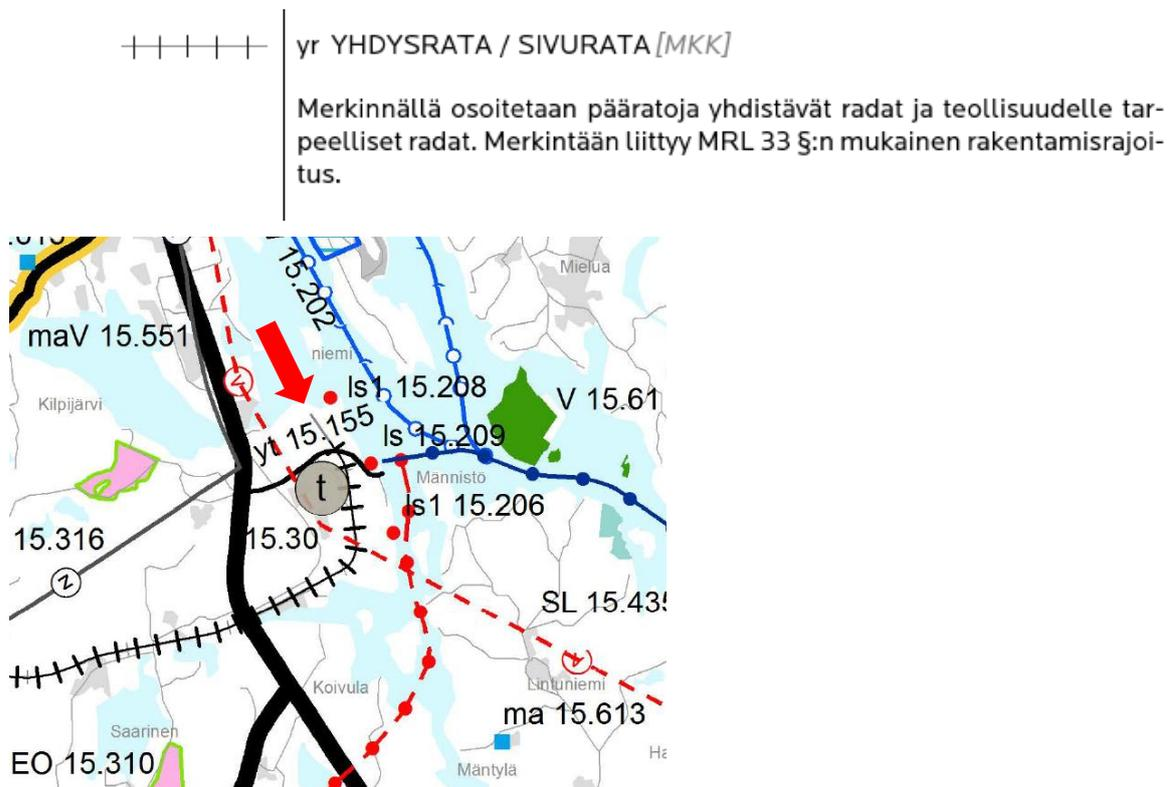 yr YHDYSRATA / SIVURATA [MKK]
Merkinnällä osoitetaan pääratoja yhdistävät radat ja teollisuudelle tar-
peelliset radat. Merkintään liittyy MRL 33 §:n mukainen rakentamisrajoi-
tus.
15.202
Mielua
maV 15.551
niemi
Kilpijärvi
ls1 15.208
V 15.61
yt 15.155
ls 15.209
Männistö
t
ls1 15.206
15.316
15.30
Z
SL 15.435
Lintuniemi
Koivula
ma 15.613
Saarinen
EO 15.310
Mäntylä
Ha